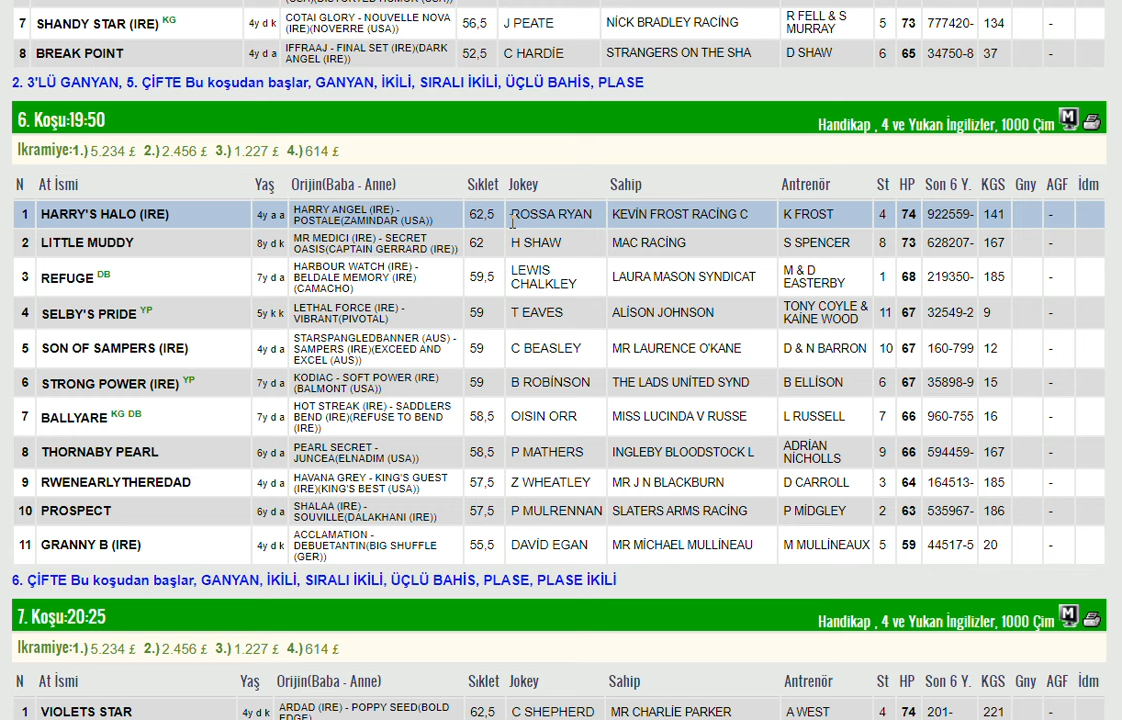 7 SHANDY STAR (IRE) KG 4y d k COTAI GLORY - NOUVELLE NOVA (IRE)(NOVERRE (USA)) 56,5 J PEATE NİCK BRADLEY RACİNG R FELL & S MURRAY 5 73 777420- 134 -
8 BREAK POINT 4y d a IFFRAAJ - FINAL SET (IRE)(DARK ANGEL (IRE)) 52,5 C HARDİE STRANGERS ON THE SHA D SHAW 6 65 34750-8 37 -
2. 3'LÜ GANYAN, 5. ÇİFTE Bu koşudan başlar, GANYAN, İKİLİ, SIRALI İKİLİ, ÜÇLÜ BAHİS, PLASE
6. Koşu:19:50
Handikap , 4 ve Yukarı İngilizler, 1000 Çim M
İkramiye:1.) 5.234 £ 2.) 2.456 £ 3.) 1.227 £ 4.) 614 £
N At İsmi Yaş Orijin(Baba - Anne) Sıklet Jokey Sahip Antrenör St HP Son 6 Y. KGS Gny AGF İdm
1 HARRY'S HALO (IRE) 4y a a HARRY ANGEL (IRE) - POSTALE(ZAMINDAR (USA)) 62,5 ROSSA RYAN KEVİN FROST RACİNG C K FROST 4 74 922559- 141 -
2 LITTLE MUDDY 8y d k MR MEDICI (IRE) - SECRET OASIS(CAPTAIN GERRARD (IRE)) 62 H SHAW MAC RACİNG S SPENCER 8 73 628207- 167 -
3 REFUGE DB 7y d a HARBOUR WATCH (IRE) - BELDALE MEMORY (IRE)(CAMACHO) 59,5 LEWIS CHALKLEY LAURA MASON SYNDICAT M & D EASTERBY 1 68 219350- 185 -
4 SELBY'S PRIDE YP 5y k k LETHAL FORCE (IRE) - VIBRANT(PIVOTAL) 59 T EAVES ALİSON JOHNSON TONY COYLE & KAİNE WOOD 11 67 32549-2 9 -
5 SON OF SAMPERS (IRE) 4y d a STARSPANGLEDBANNER (AUS) - SAMPERS (IRE)(EXCEED AND EXCEL (AUS)) 59 C BEASLEY MR LAURENCE O'KANE D & N BARRON 10 67 160-799 12 -
6 STRONG POWER (IRE) YP 7y d a KODIAC - SOFT POWER (IRE)(BALMONT (USA)) 59 B ROBİNSON THE LADS UNİTED SYND B ELLİSON 6 67 35898-9 15 -
7 BALLYARE KG DB 7y d a HOT STREAK (IRE) - SADDLERS BEND (IRE)(REFUSE TO BEND (IRE)) 58,5 OISIN ORR MISS LUCINDA V RUSSE L RUSSELL 7 66 960-755 16 -
8 THORNABY PEARL 6y d a PEARL SECRET - JUNCEA(ELNADIM (USA)) 58,5 P MATHERS INGLEBY BLOODSTOCK L ADRİAN NİCHOLLS 9 66 594459- 167 -
9 RWENEARLYTHEREDAD 4y d a HAVANA GREY - KING'S GUEST (IRE)(KING'S BEST (USA)) 57,5 Z WHEATLEY MR J N BLACKBURN D CARROLL 3 64 164513- 185 -
10 PROSPECT 6y d a SHALAA (IRE) - SOUVILLE(DALAKHANI (IRE)) 57,5 P MULRENNAN SLATERS ARMS RACİNG P MİDGLEY 2 63 535967- 186 -
11 GRANNY B (IRE) 4y d k ACCLAMATION - DEBUETANTIN(BIG SHUFFLE (GER)) 55,5 DAVİD EGAN MR MİCHAEL MULLİNEAU M MULLİNEAUX 5 59 44517-5 20 -
6. ÇİFTE Bu koşudan başlar, GANYAN, İKİLİ, SIRALI İKİLİ, ÜÇLÜ BAHİS, PLASE, PLASE İKİLİ
7. Koşu:20:25
Handikap , 4 ve Yukarı İngilizler, 1000 Çim M
İkramiye:1.) 5.234 £ 2.) 2.456 £ 3.) 1.227 £ 4.) 614 £
N At İsmi Yaş Orijin(Baba - Anne) Sıklet Jokey Sahip Antrenör St HP Son 6 Y. KGS Gny AGF İdm
1 VIOLETS STAR 4y d k ARDAD (IRE) - POPPY SEED(BOLD EDGE) 62,5 C SHEPHERD MR CHARLİE PARKER A WEST 4 74 201- 221 -